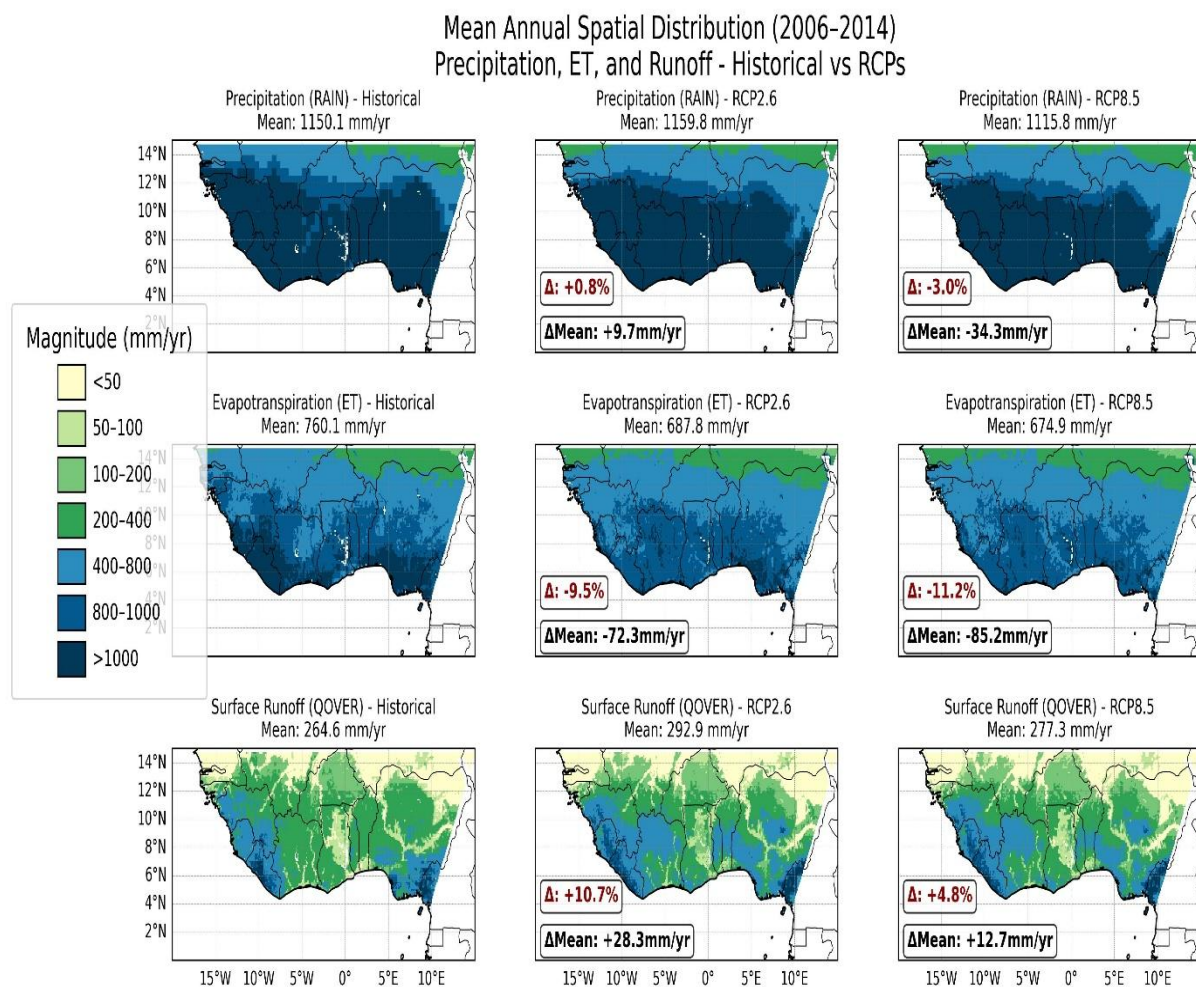 Mean Annual Spatial Distribution (2006–2014)
Precipitation, ET, and Runoff - Historical vs RCPs
Precipitation (RAIN) - Historical
Mean: 1150.1 mm/yr
Precipitation (RAIN) - RCP2.6
Mean: 1159.8 mm/yr
Precipitation (RAIN) - RCP8.5
Mean: 1115.8 mm/yr
14°N
12°N
10°N
8°N
6°N
4°N
2°N
Δ: +0.8%
ΔMean: +9.7mm/yr
Δ: -3.0%
ΔMean: -34.3mm/yr
Magnitude (mm/yr)
<50
50–100
100–200
200–400
400–800
800–1000
>1000
Evapotranspiration (ET) - Historical
Mean: 760.1 mm/yr
Evapotranspiration (ET) - RCP2.6
Mean: 687.8 mm/yr
Evapotranspiration (ET) - RCP8.5
Mean: 674.9 mm/yr
14°N
12°N
10°N
8°N
6°N
4°N
2°N
Δ: -9.5%
ΔMean: -72.3mm/yr
Δ: -11.2%
ΔMean: -85.2mm/yr
Surface Runoff (QOVER) - Historical
Mean: 264.6 mm/yr
Surface Runoff (QOVER) - RCP2.6
Mean: 292.9 mm/yr
Surface Runoff (QOVER) - RCP8.5
Mean: 277.3 mm/yr
14°N
12°N
10°N
8°N
6°N
4°N
2°N
Δ: +10.7%
ΔMean: +28.3mm/yr
Δ: +4.8%
ΔMean: +12.7mm/yr
15°W 10°W 5°W 0° 5°E 10°E
15°W 10°W 5°W 0° 5°E 10°E
15°W 10°W 5°W 0° 5°E 10°E